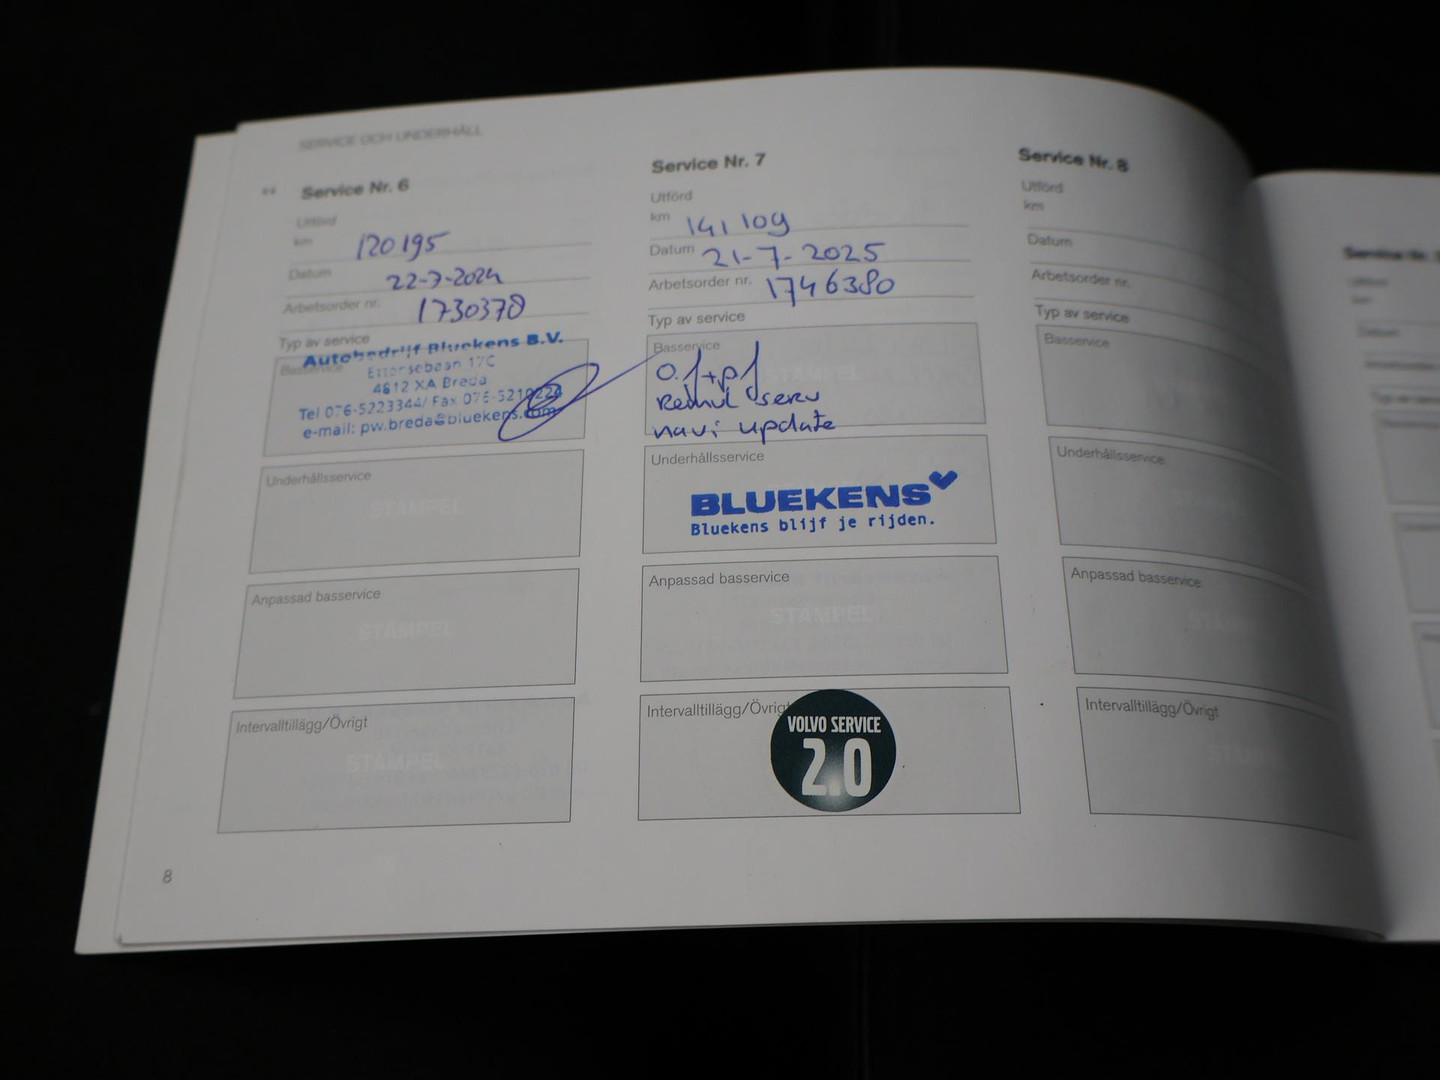 SERVICE OCH UNDERHÅLL
Service Nr. 6
Utförd
km 120195
Datum 22-7-2024
Arbetsorder nr. 1730378
Typ av service
Basservice
Autobedrijf Bluekens B.V.
Ettensebaan 17C
4812 XA Breda
Tel 076-5223344/ Fax 076-5210224
e-mail: pw.breda@bluekens.com
Underhållsservice
STÄMPEL
Anpassad basservice
STÄMPEL
Intervalltillägg/Övrigt
STÄMPEL
8
Service Nr. 7
Utförd
km 141109
Datum 21-7-2025
Arbetsorder nr. 1746380
Typ av service
Basservice
navi update
Underhållsservice
BLUEKENS
Bluekens blijf je rijden.
Anpassad basservice
STÄMPEL
Intervalltillägg/Övrigt
VOLVO SERVICE
2.0
Service Nr. 8
Utförd
km
Datum
Arbetsorder nr.
Typ av service
Basservice
Underhållsservice
Anpassad basservice
Intervalltillägg/Övrigt
Service Nr.